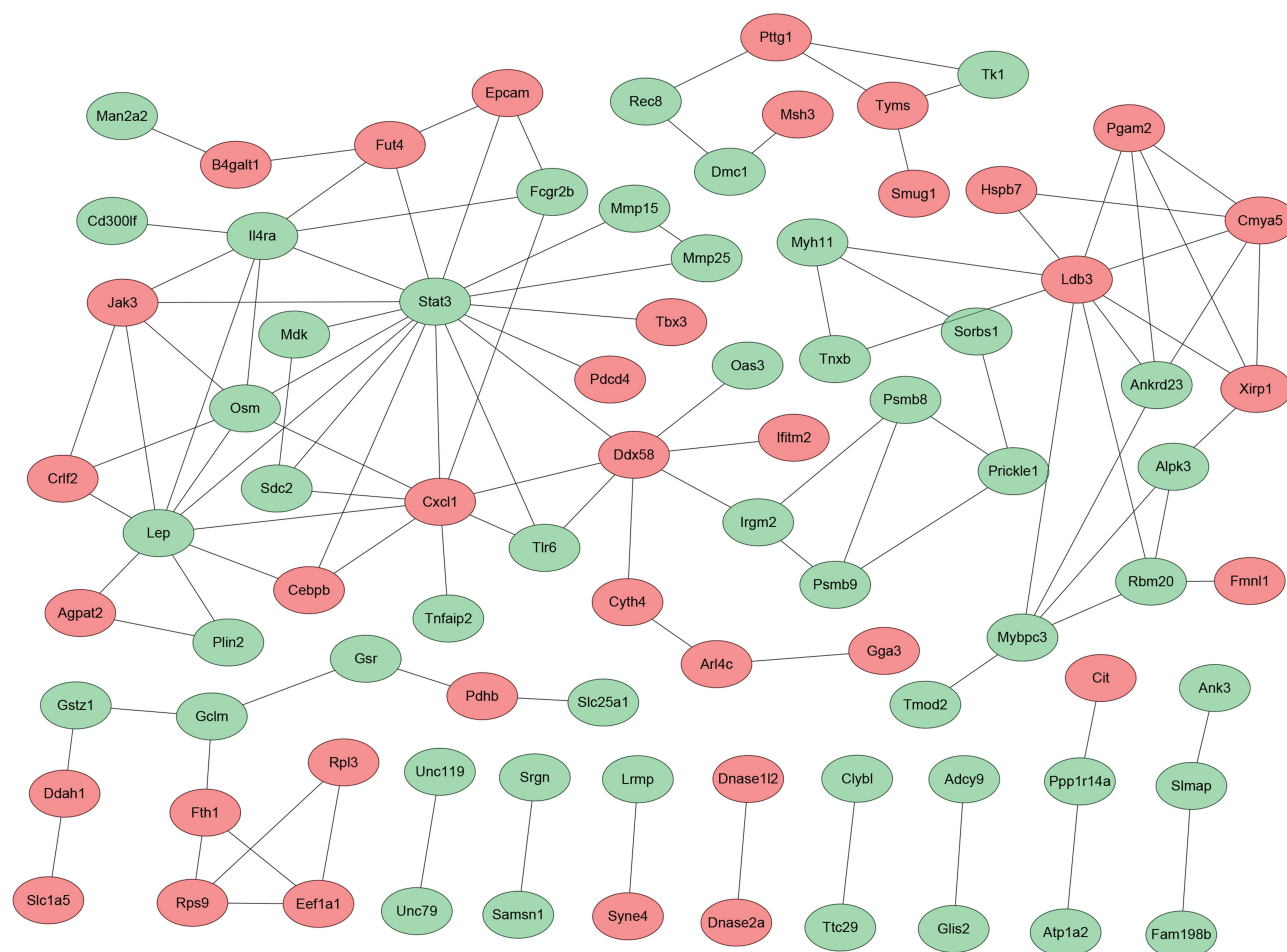 Pttg1
Tk1
Epcam
Rec8
Tyms
Man2a2
Msh3
Pgam2
Fut4
B4galt1
Dmc1
Fcgr2b
Smug1
Hspb7
Mmp15
Cd300lf
Cmya5
Il4ra
Myh11
Mmp25
Ldb3
Jak3
Stat3
Tbx3
Mdk
Sorbs1
Tnxb
Oas3
Pdcd4
Ankrd23
Xirp1
Psmb8
Osm
Ifitm2
Ddx58
Alpk3
Prickle1
Crlf2
Sdc2
Cxcl1
Irgm2
Lep
Tlr6
Rbm20
Fmnl1
Psmb9
Cebpb
Cyth4
Agpat2
Tnfaip2
Mybpc3
Plin2
Gga3
Gsr
Arl4c
Cit
Ank3
Pdhb
Slc25a1
Tmod2
Gstz1
Gclm
Rpl3
Unc119
Srgn
Lrmp
Dnase1l2
Clybl
Adcy9
Ppp1r14a
Slmap
Ddah1
Fth1
Slc1a5
Rps9
Eef1a1
Unc79
Samsn1
Syne4
Dnase2a
Ttc29
Glis2
Atp1a2
Fam198b